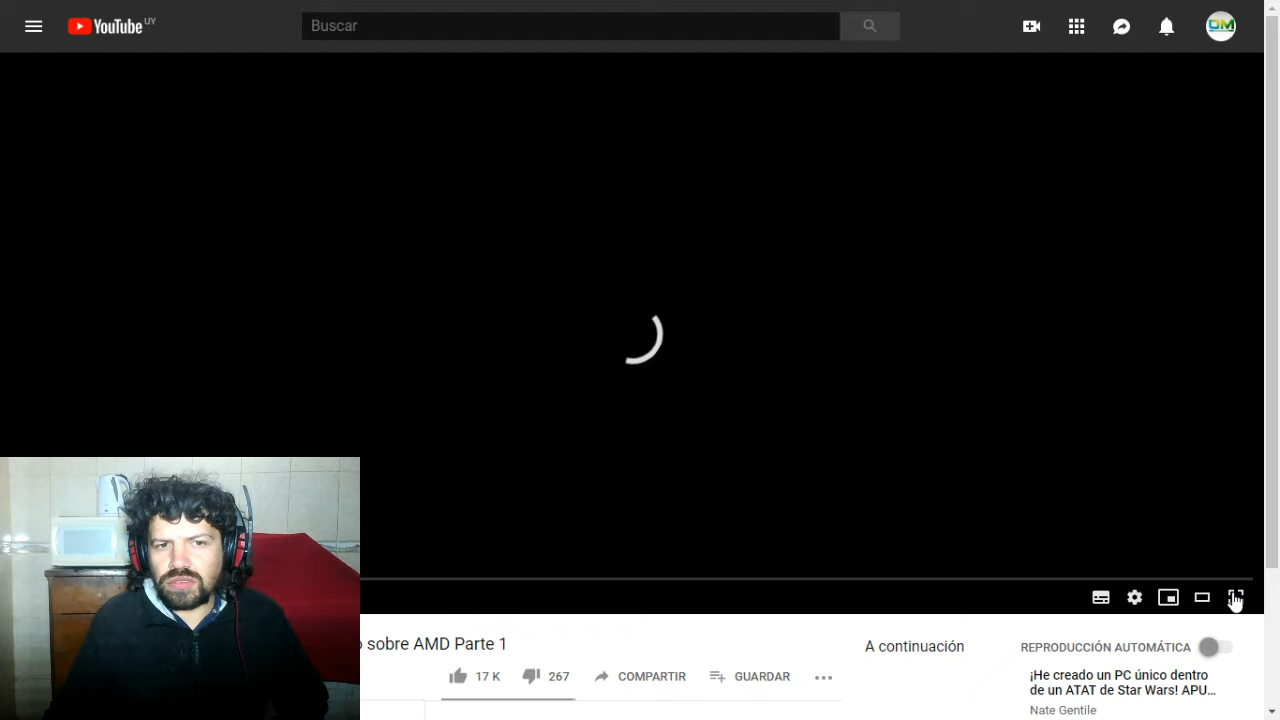 YouTube UY
Buscar
DM
sobre AMD Parte 1
17 K
267
COMPARTIR
GUARDAR
A continuación
REPRODUCCIÓN AUTOMÁTICA
¡He creado un PC único dentro
de un ATAT de Star Wars! APU...
Nate Gentile